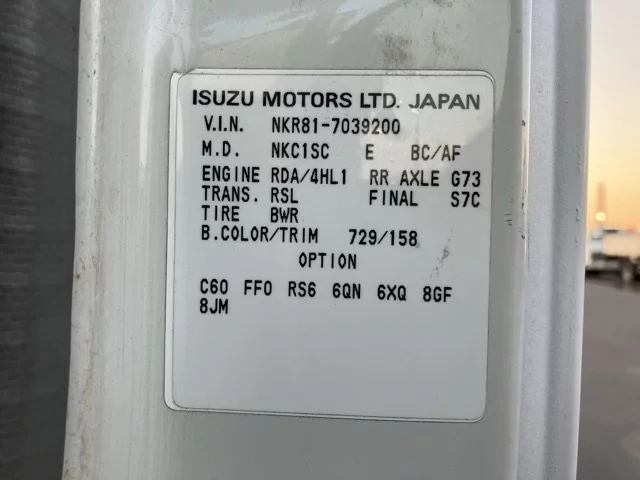 ISUZU MOTORS LTD. JAPAN
V.I.N. NKR81-7039200
M.D. NKC1SC E BC/AF
ENGINE RDA/4HL1 RR AXLE G73
TRANS. RSL FINAL S7C
TIRE BWR
B.COLOR/TRIM 729/158
OPTION
C60 FF0 RS6 6QN 6XQ 8GF
8JM